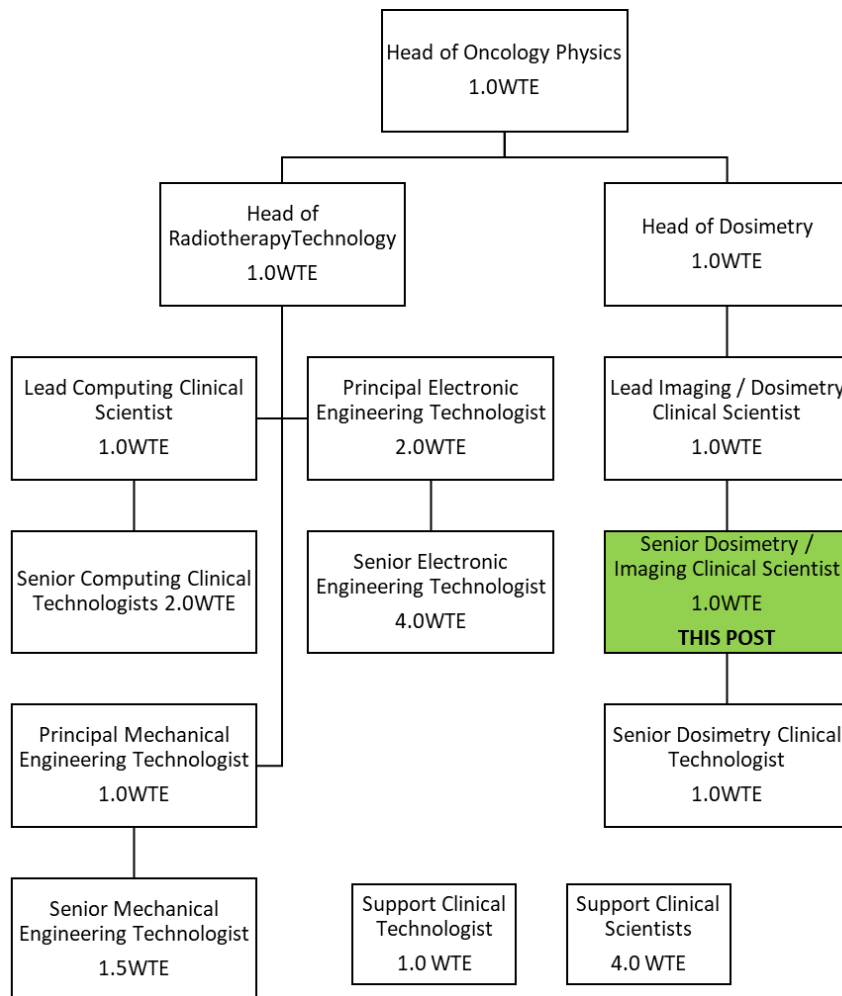 Head of Oncology Physics
1.0WTE
Head of
RadiotherapyTechnology
1.0WTE
Head of Dosimetry
1.0WTE
Lead Computing Clinical
Scientist
1.0WTE
Principal Electronic
Engineering Technologist
2.0WTE
Lead Imaging / Dosimetry
Clinical Scientist
1.0WTE
Senior Computing Clinical
Technologists 2.0WTE
Senior Electronic
Engineering Technologist
4.0WTE
Senior Dosimetry /
Imaging Clinical Scientist
1.0WTE
THIS POST
Principal Mechanical
Engineering Technologist
1.0WTE
Senior Dosimetry Clinical
Technologist
1.0WTE
Senior Mechanical
Engineering Technologist
1.5WTE
Support Clinical
Technologist
1.0 WTE
Support Clinical
Scientists
4.0 WTE